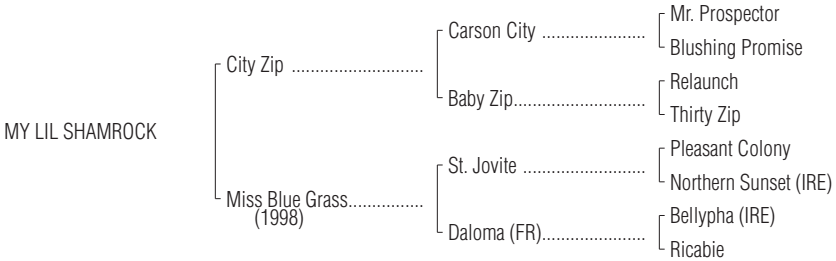 Mr. Prospector
Carson City ......................
Blushing Promise
City Zip ............................
Relaunch
Baby Zip............................
Thirty Zip
MY LIL SHAMROCK
Pleasant Colony
St. Jovite ..........................
Northern Sunset (IRE)
Miss Blue Grass................
(1998)
Bellypha (IRE)
Daloma (FR)......................
Ricabie